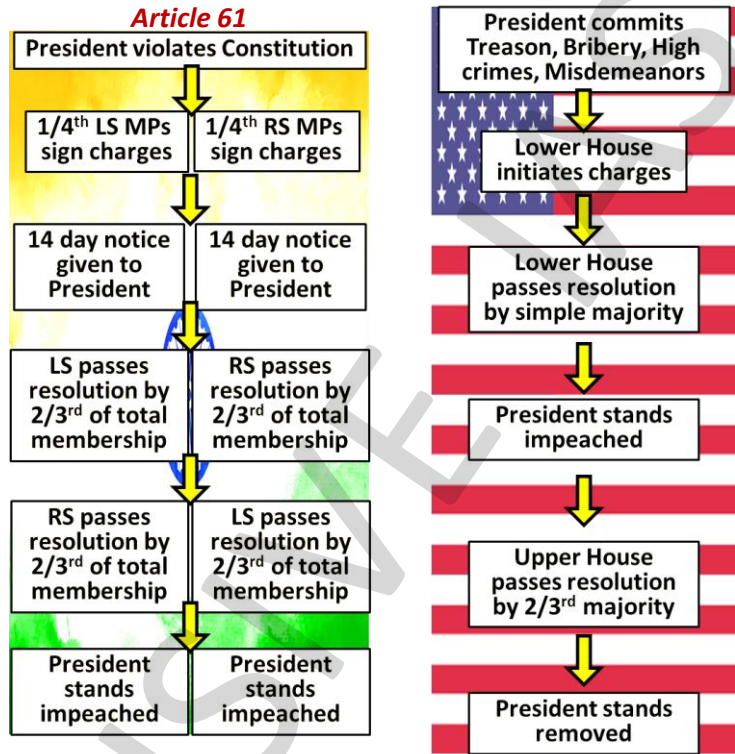 Article 61
President violates Constitution
1/4th LS MPs
sign charges
1/4th RS MPs
sign charges
14 day notice
given to
President
14 day notice
given to
President
LS passes
resolution by
2/3rd of total
membership
RS passes
resolution by
2/3rd of total
membership
RS passes
resolution by
2/3rd of total
membership
LS passes
resolution by
2/3rd of total
membership
President
stands
impeached
President
stands
impeached
President commits
Treason, Bribery, High
crimes, Misdemeanors
Lower House
initiates charges
Lower House
passes resolution
by simple majority
President stands
impeached
Upper House
passes resolution
by 2/3rd majority
President stands
removed
SIVE IAS